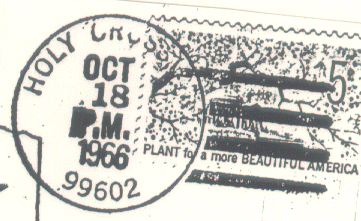 HOLY CROSS
OCT
18
P.M.
1966
99602
5
PLANT for a more BEAUTIFUL AMERICA